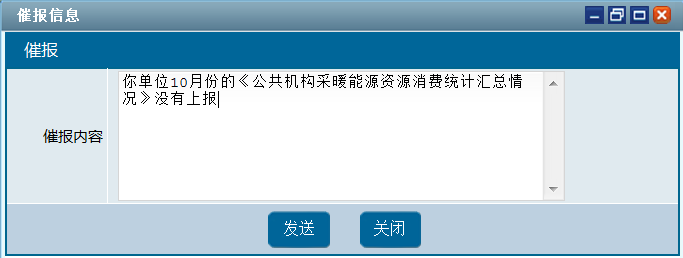 催报信息
催报
你单位10月份的《公共机构采暖能源资源消费统计汇总情
况》没有上报
催报内容
发送 关闭